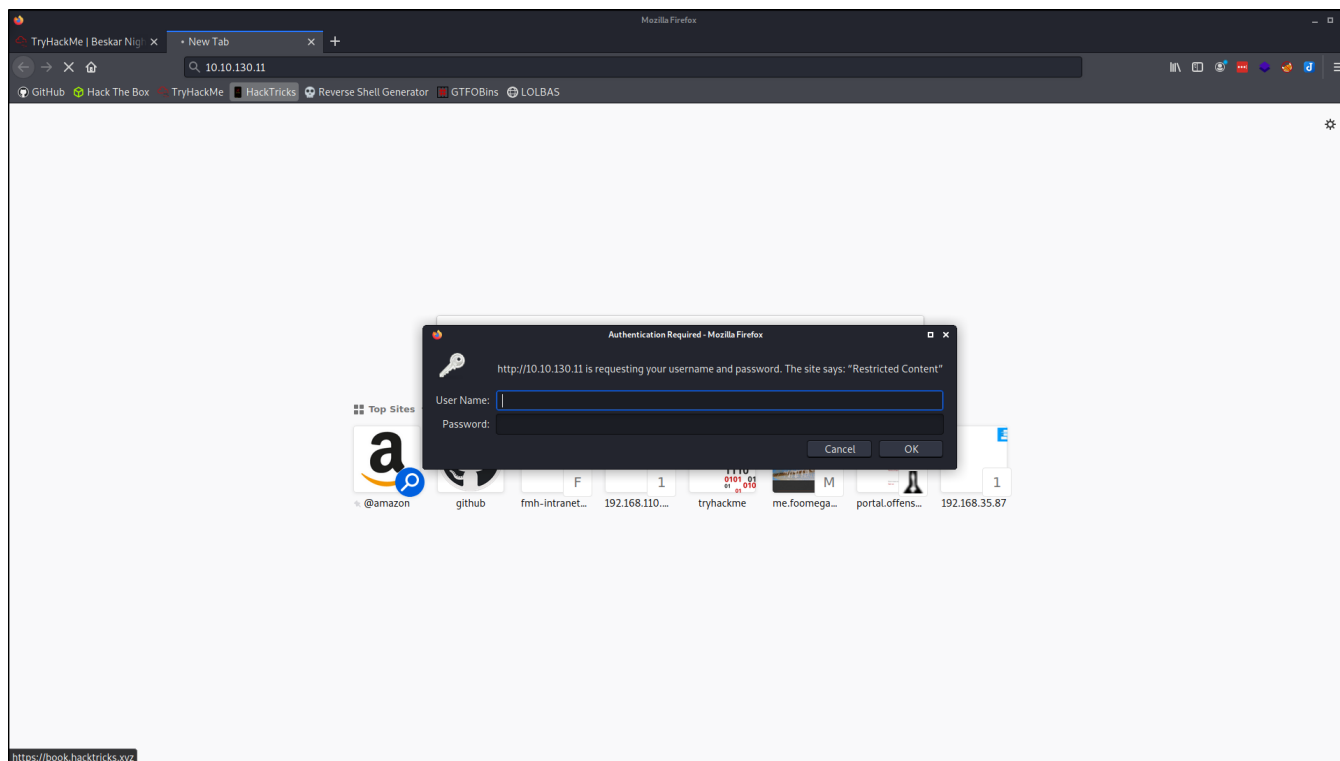 Mozilla Firefox
TryHackMe | Beskar Nigh
New Tab
10.10.130.11
GitHub Hack The Box TryHackMe HackTricks Reverse Shell Generator GTFOBins LOLBAS
Authentication Required - Mozilla Firefox
http://10.10.130.11 is requesting your username and password. The site says: “Restricted Content”
User Name:
Password:
Cancel OK
Top Sites
a F 1 M 1
@amazon github fmh-intranet... 192.168.110.... tryhackme me.foomega... portal.offens... 192.168.35.87
https://book.hacktricks.xyz